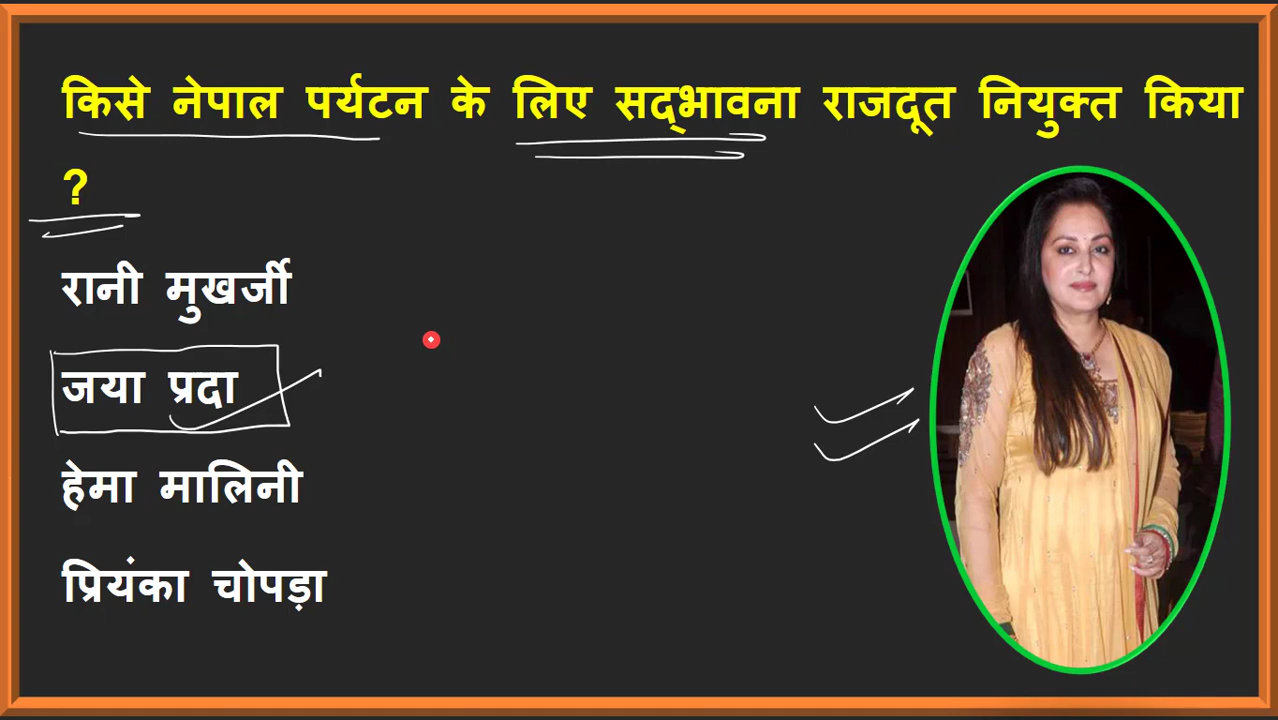 किसे नेपाल पर्यटन के लिए सद्भावना राजदूत नियुक्त किया
?
रानी मुखर्जी
जया प्रदा
हेमा मालिनी
प्रियंका चोपड़ा